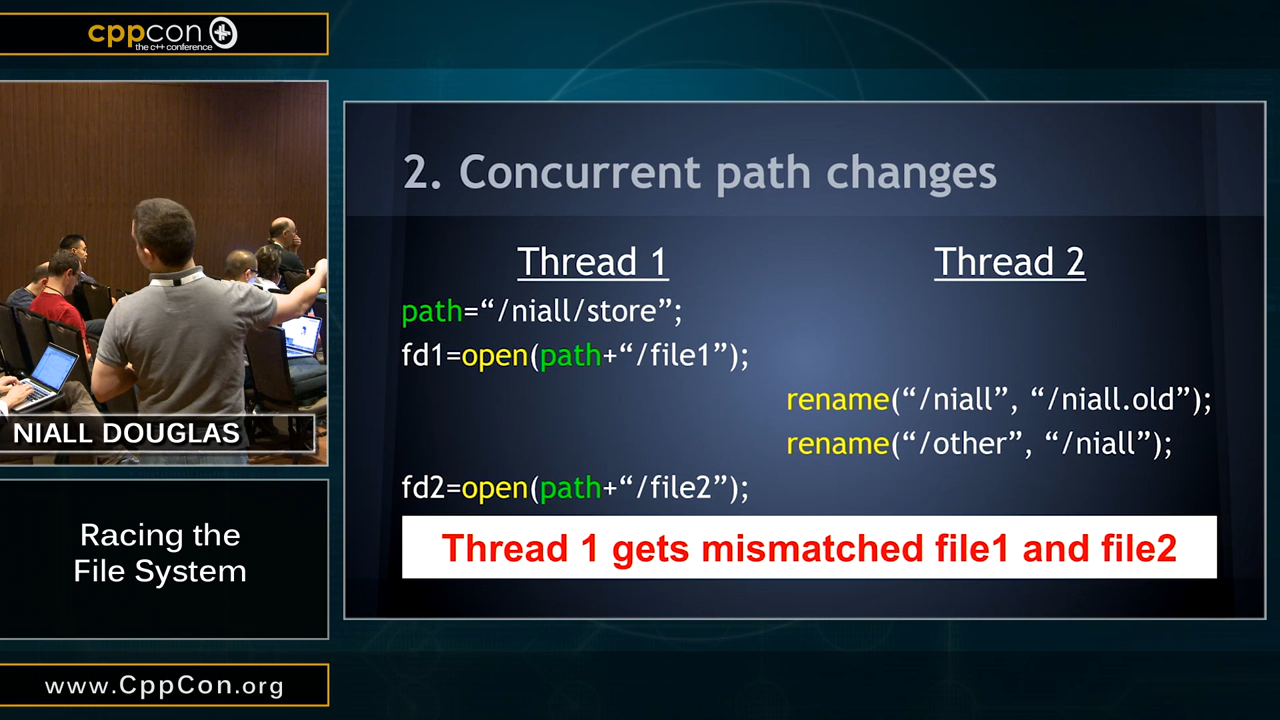 cppcon
the c++ conference
NIALL DOUGLAS
Racing the
File System
www.CppCon.org
2. Concurrent path changes
Thread 1
Thread 2
path=“/niall/store”;
fd1=open(path+“/file1”);
rename(“/niall”, “/niall.old”);
rename(“/other”, “/niall”);
fd2=open(path+“/file2”);
Thread 1 gets mismatched file1 and file2